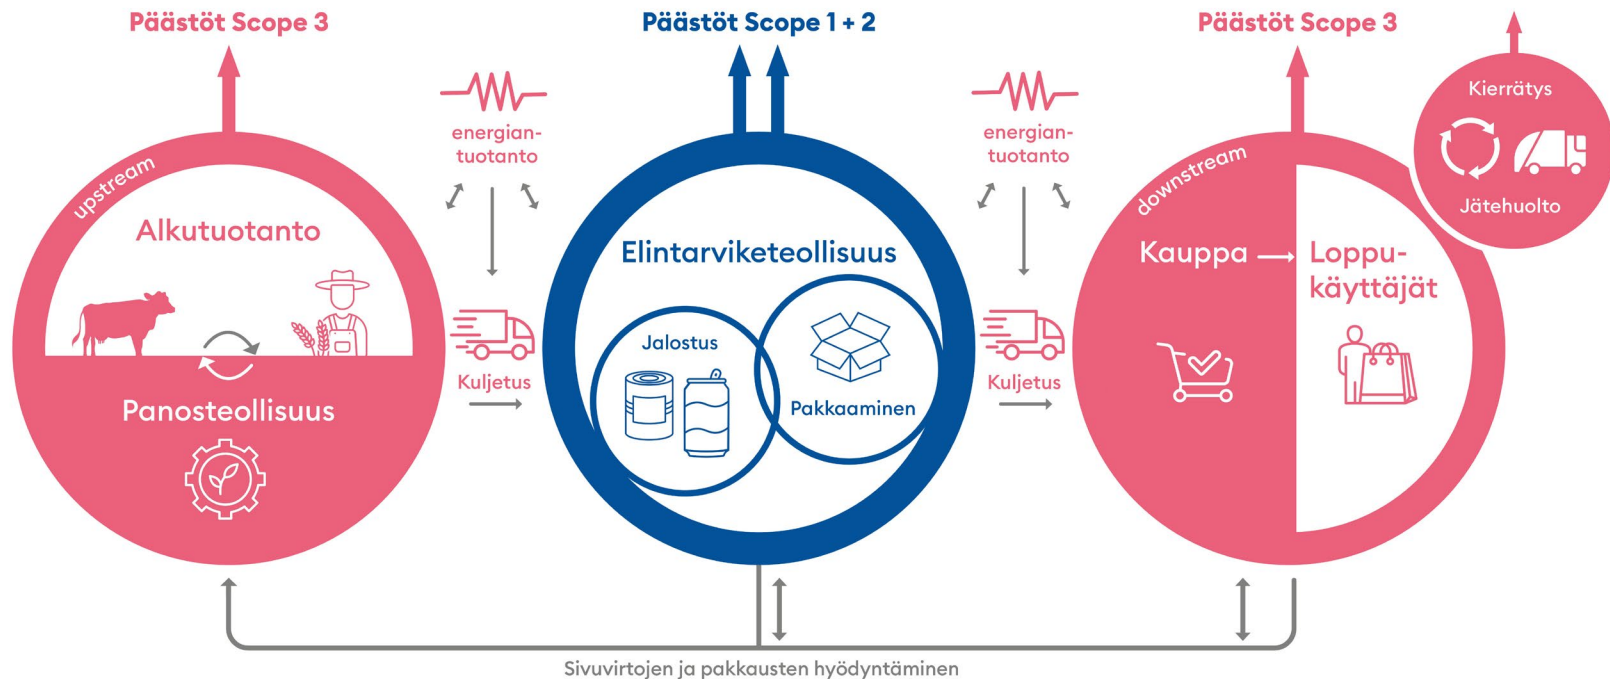 Päästöt Scope 3
upstream
Alkutuotanto
Panosteollisuus
energian-
tuotanto
Kuljetus
Päästöt Scope 1 + 2
Elintarviketeollisuus
Jalostus
Pakkaaminen
energian-
tuotanto
Kuljetus
Päästöt Scope 3
downstream
Kauppa
Loppu-
käyttäjät
Kierrätys
Jätehuolto
Sivuvirtojen ja pakkausten hyödyntäminen